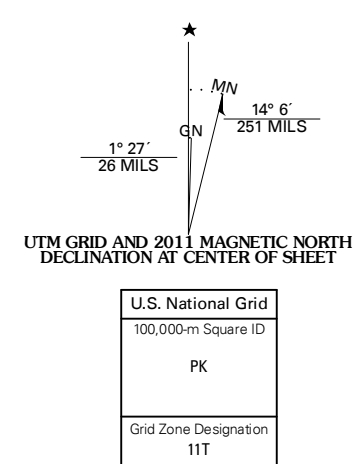 ★
MN
GN
14° 6´
251 MILS
1° 27´
26 MILS
UTM GRID AND 2011 MAGNETIC NORTH
DECLINATION AT CENTER OF SHEET
U.S. National Grid
100,000-m Square ID
PK
Grid Zone Designation
11T